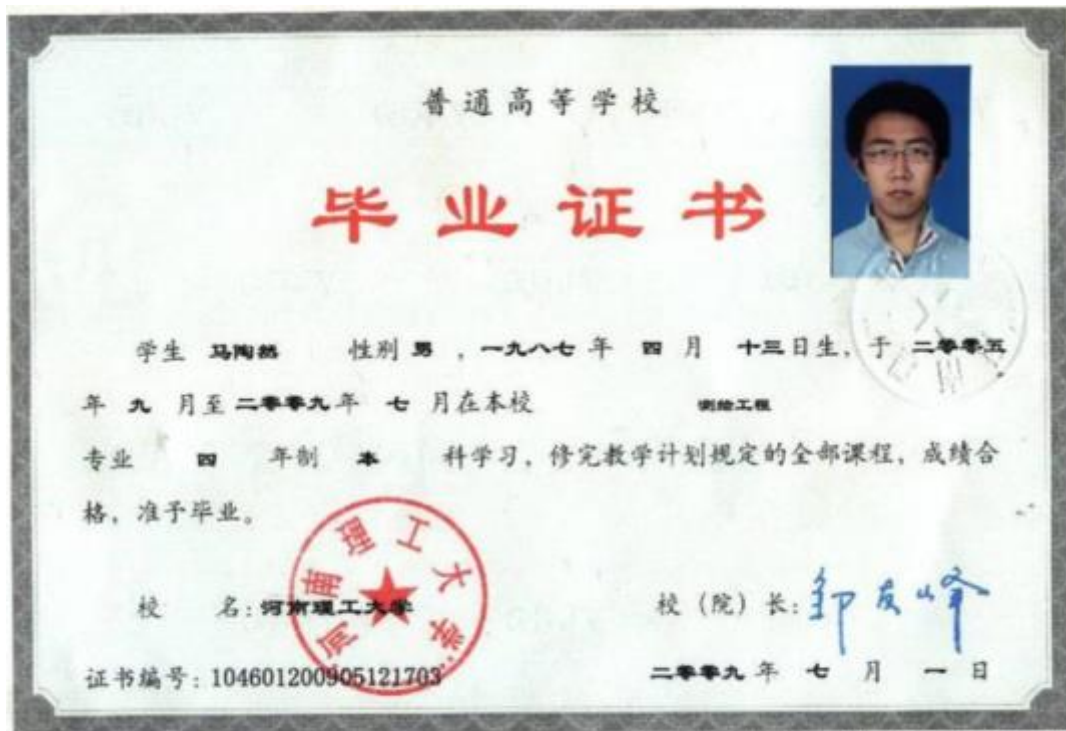 普通高等学校
毕业证书
学生 马陶然 性别 男 ，一九八七 年 四 月 十三日生，于 二零零五
年 九 月至 二零零九年 七 月在本校 测绘工程
专业 四 年制 本 科学习，修完教学计划规定的全部课程，成绩合
格，准予毕业。
河南理工大学
校 名：河南理工大学 校（院）长：邹友峰
证书编号：104601200905121703 二零零九 年 七 月 一 日